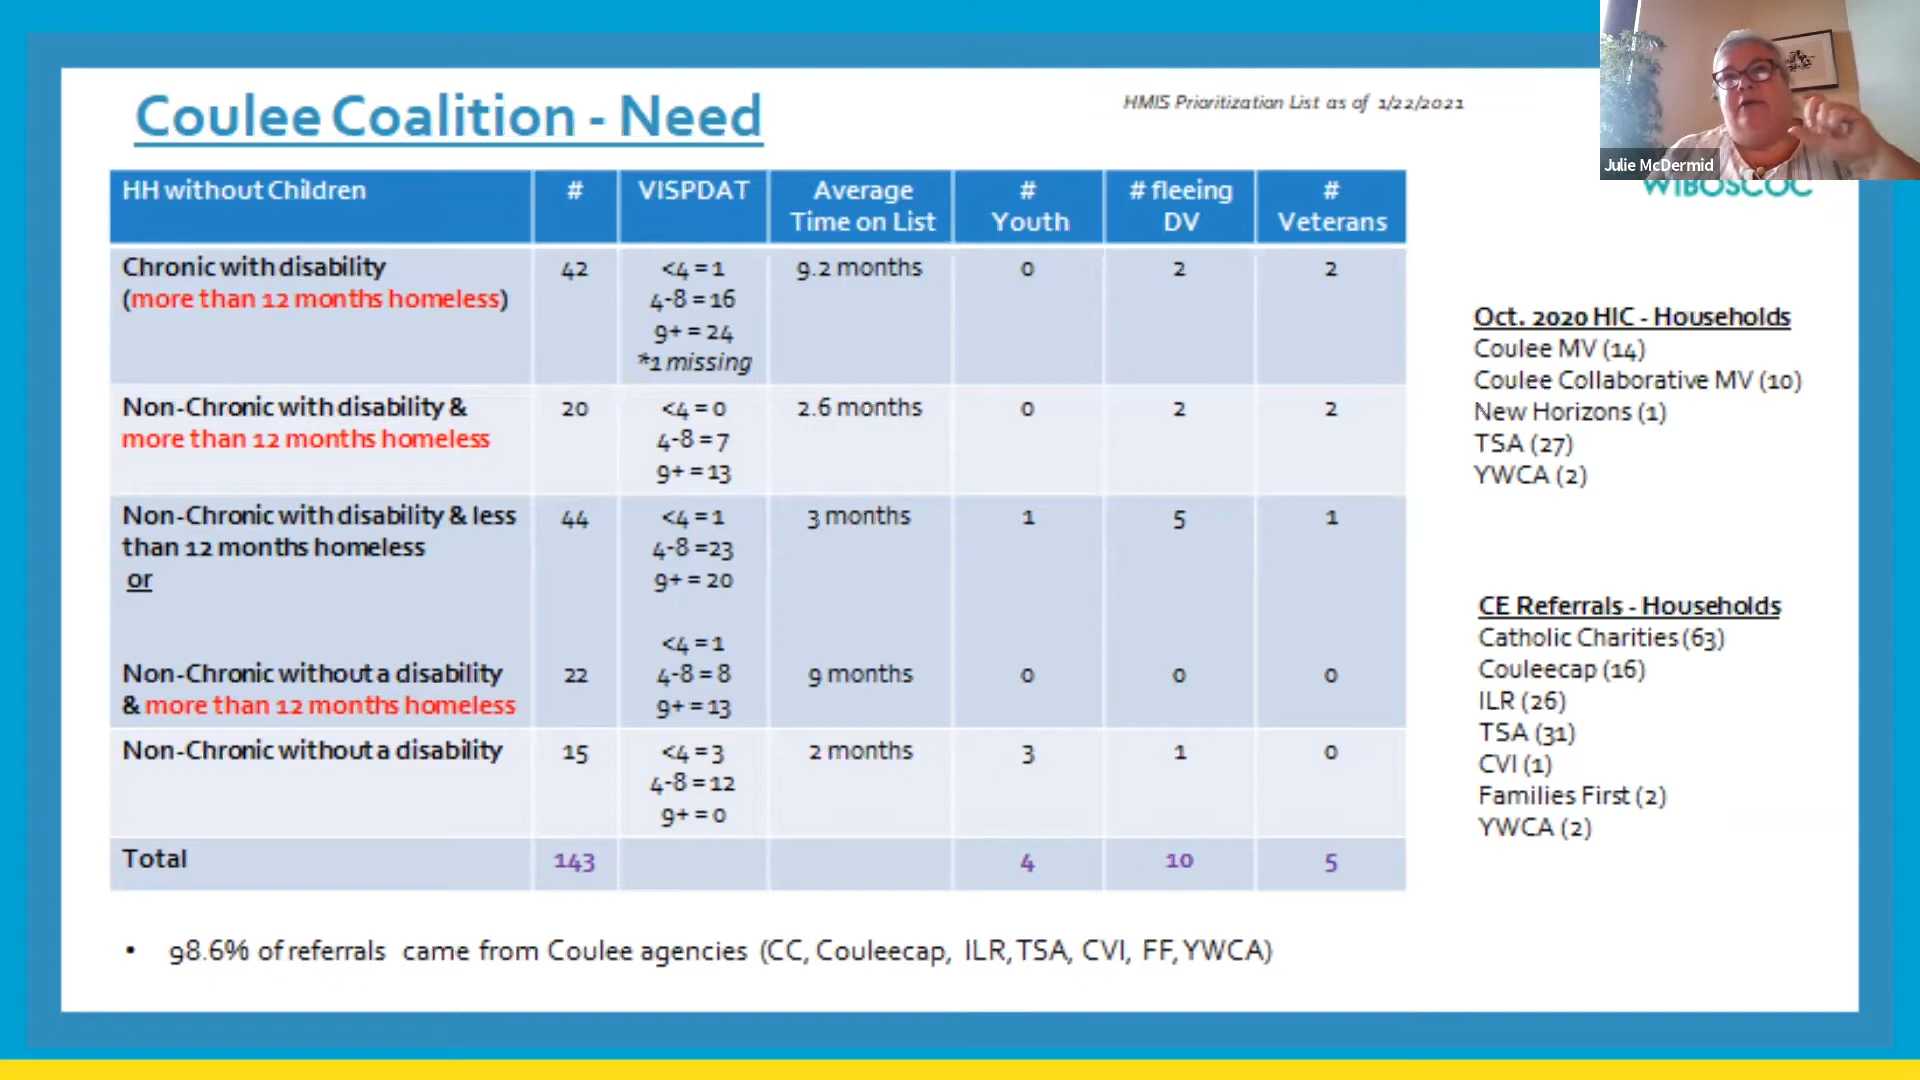 Coulee Coalition - Need
HMIS Prioritization List as of 1/22/2021
Julie McDermid
WIBOSCOC
HH without Children # VISPDAT Average Time on List # Youth # fleeing DV # Veterans
Chronic with disability 42 <4 = 1 9.2 months 0 2 2
(more than 12 months homeless) 4-8 = 16
9+ = 24
*1 missing
Non-Chronic with disability & 20 <4 = 0 2.6 months 0 2 2
more than 12 months homeless 4-8 = 7
9+ = 13
Non-Chronic with disability & less 44 <4 = 1 3 months 1 5 1
than 12 months homeless 4-8 =23
or 9+ = 20
<4 = 1
Non-Chronic without a disability 22 4-8 = 8 9 months 0 0 0
& more than 12 months homeless 9+ = 13
Non-Chronic without a disability 15 <4 = 3 2 months 3 1 0
4-8 = 12
9+ = 0
Total 143 4 10 5
Oct. 2020 HIC - Households
Coulee MV (14)
Coulee Collaborative MV (10)
New Horizons (1)
TSA (27)
YWCA (2)
CE Referrals - Households
Catholic Charities (63)
Couleecap (16)
ILR (26)
TSA (31)
CVI (1)
Families First (2)
YWCA (2)
• 98.6% of referrals came from Coulee agencies (CC, Couleecap, ILR, TSA, CVI, FF, YWCA)